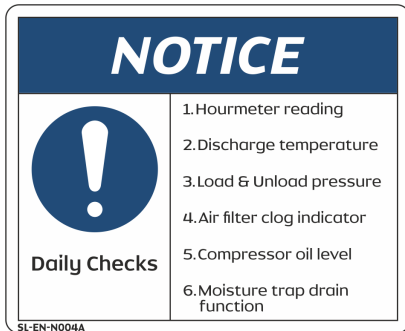 NOTICE
Daily Checks
1.Hourmeter reading
2.Discharge temperature
3.Load & Unload pressure
4.Air filter clog indicator
5.Compressor oil level
6.Moisture trap drain
function
SL-EN-N004A